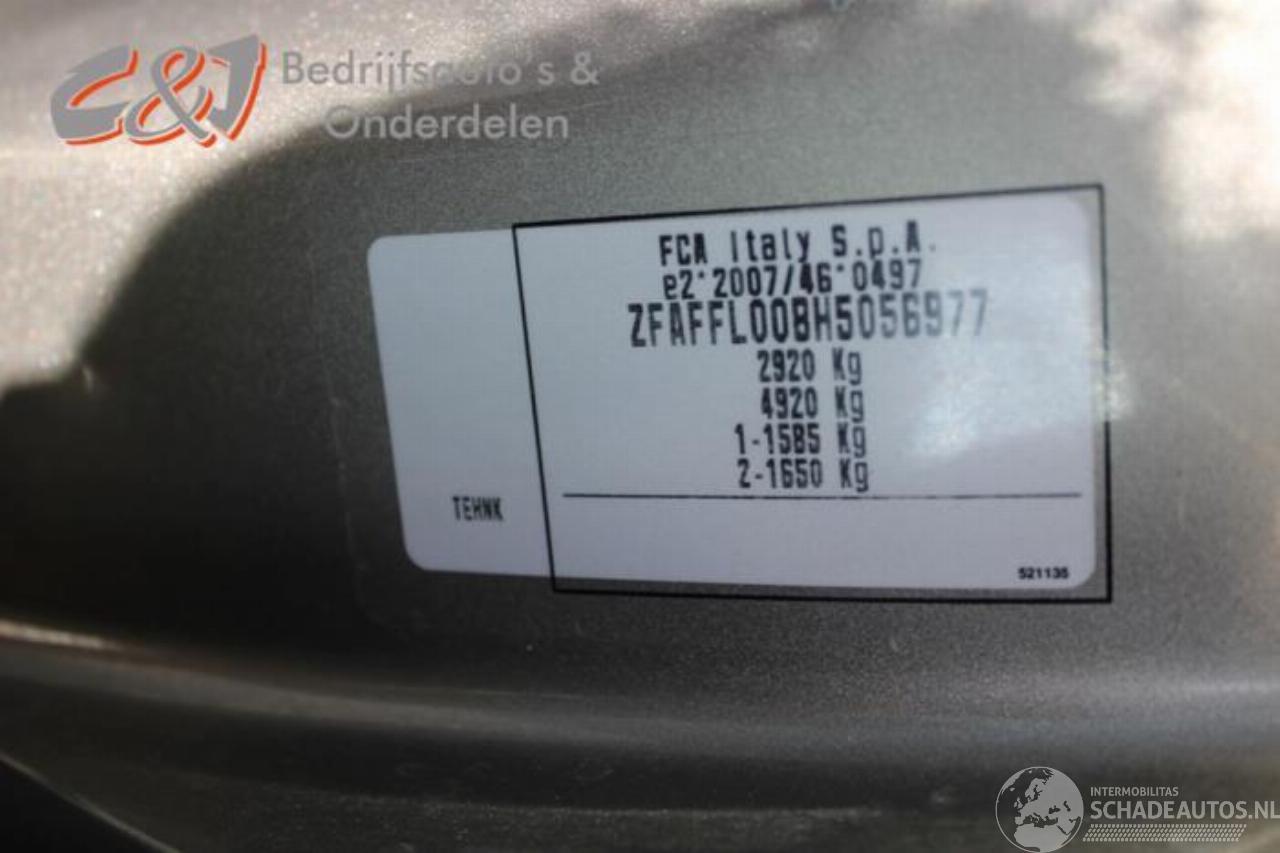 C&J Bedrijfsauto's &
Onderdelen
FCA Italy S.p.A.
e2*2007/46*0497
ZFAFFL008H5056977
2920 Kg
4920 Kg
1-1585 Kg
2-1650 Kg
TEHNK
521135
INTERMOBILITAS
SCHADEAUTOS.NL